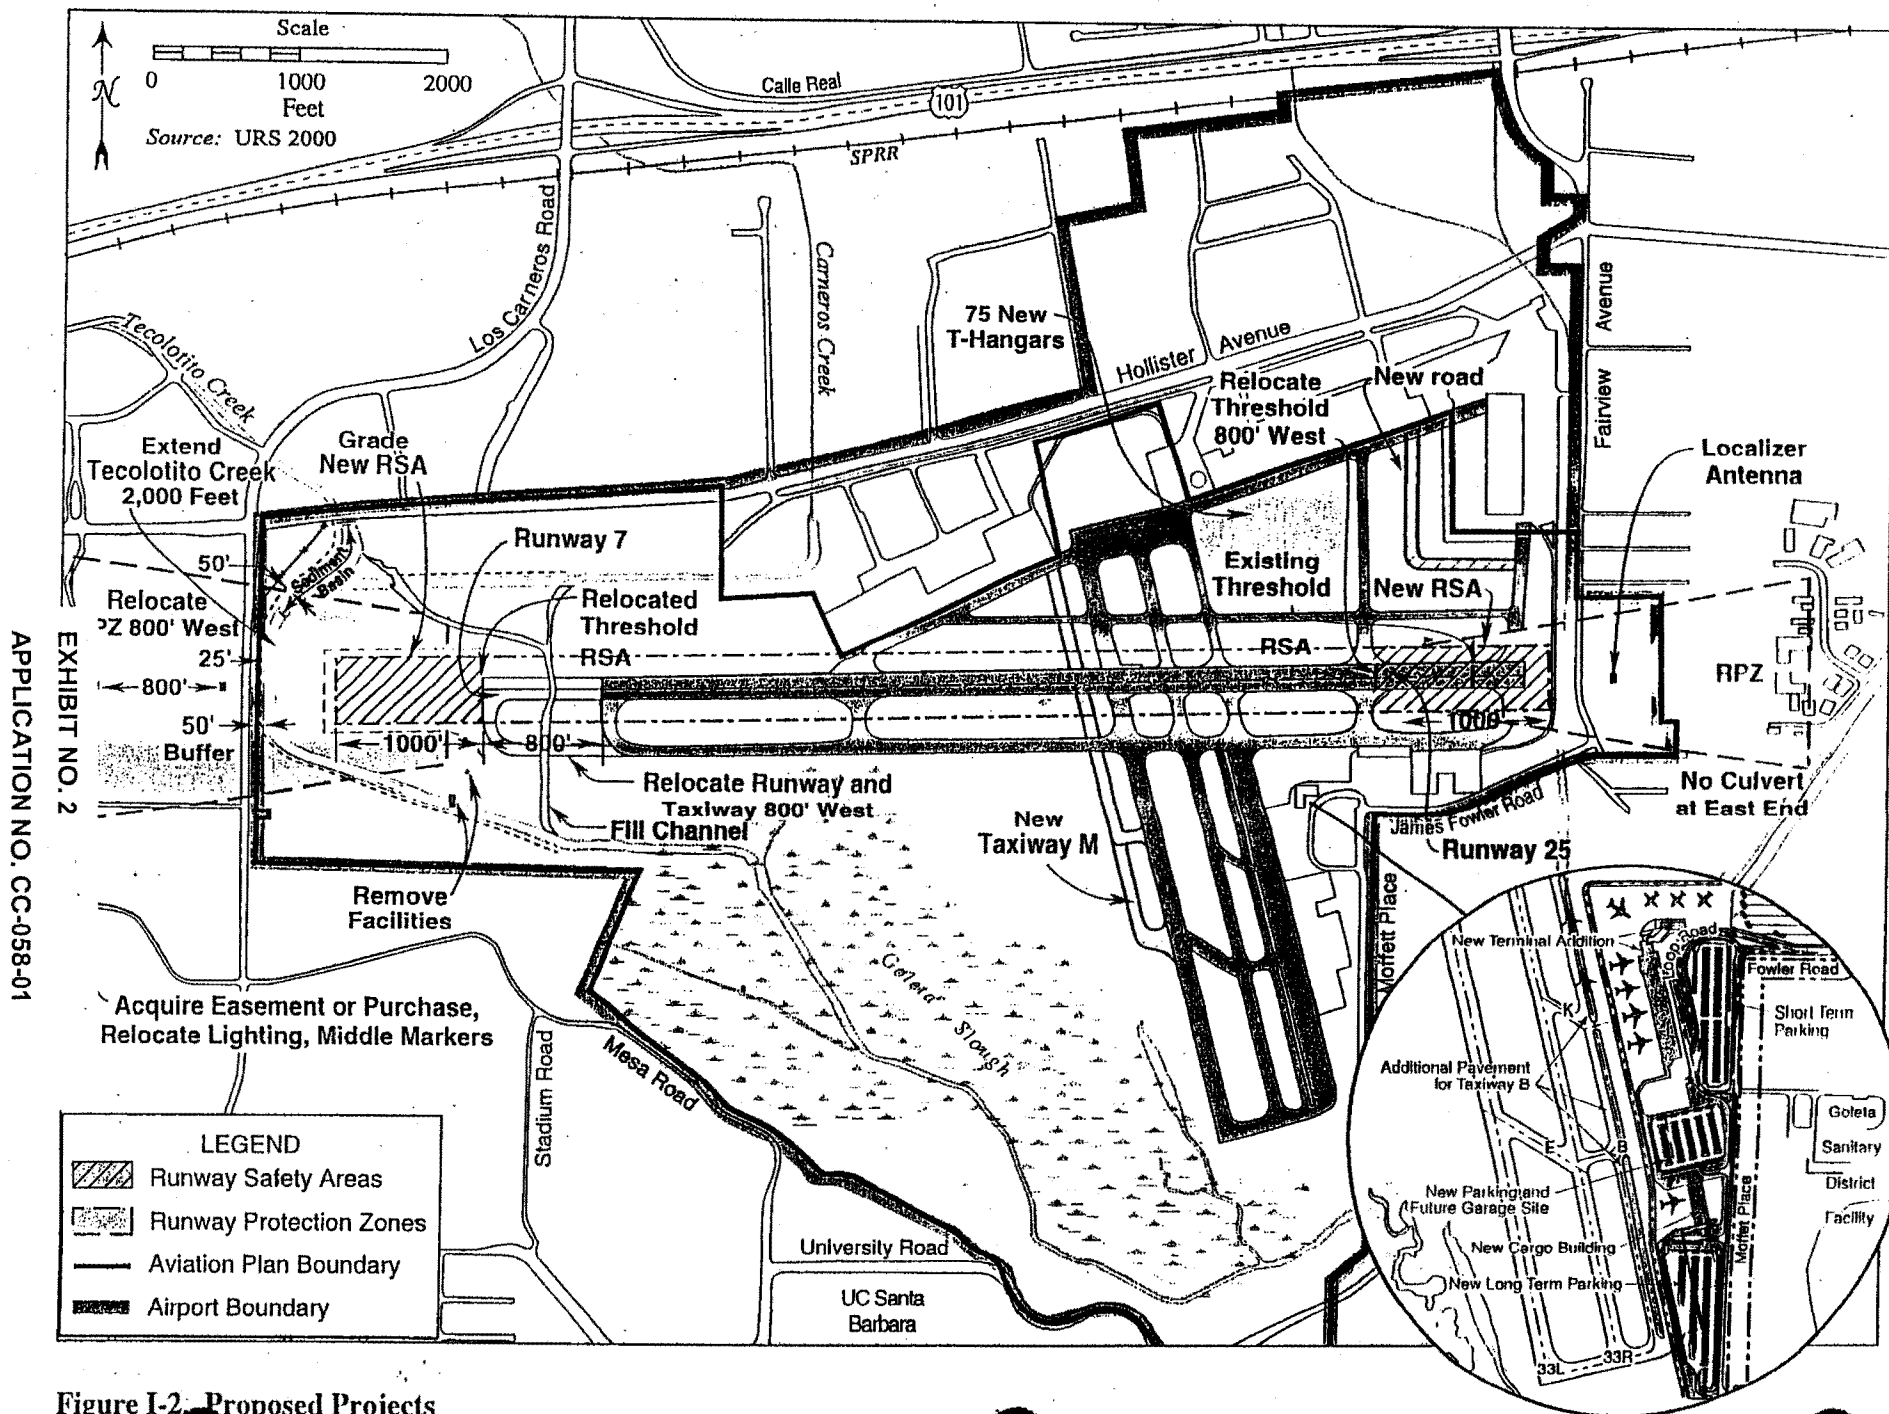 Scale
0 1000 2000
Feet
Source: URS 2000
N
Calle Real
101
SPRR
Los Carneros Road
Carneros Creek
Tecolotito Creek
75 New
T-Hangars
Hollister Avenue
Relocate
Threshold
800' West
New road
Fairview Avenue
Localizer
Antenna
Extend
Tecolotito Creek
2,000 Feet
Grade
New RSA
Runway 7
50'
Sediment
Basin
Existing
Threshold
New RSA
Relocate
PZ 800' West
Relocated
Threshold
25'
RSA
RSA
RPZ
800'
50'
Buffer
1000'
800'
1000'
Relocate Runway and
Taxiway 800' West
Fill Channel
New
Taxiway M
James Fowler Road
No Culvert
at East End
Runway 25
Remove
Facilities
Moffett Place
Goleta Slough
Acquire Easement or Purchase,
Relocate Lighting, Middle Markers
Stadium Road
Mesa Road
University Road
UC Santa
Barbara
New Terminal Addition
Loop Road
Fowler Road
Short Term
Parking
K
Additional Pavement
for Taxiway B
E
B
Goleta
Sanitary
District
Facility
New Parking and
Future Garage Site
Moffet Place
New Cargo Building
New Long Term Parking
33L
33R
LEGEND
Runway Safety Areas
Runway Protection Zones
Aviation Plan Boundary
Airport Boundary
EXHIBIT NO. 2
APPLICATION NO. CC-058-01
Figure I-2. Proposed Projects